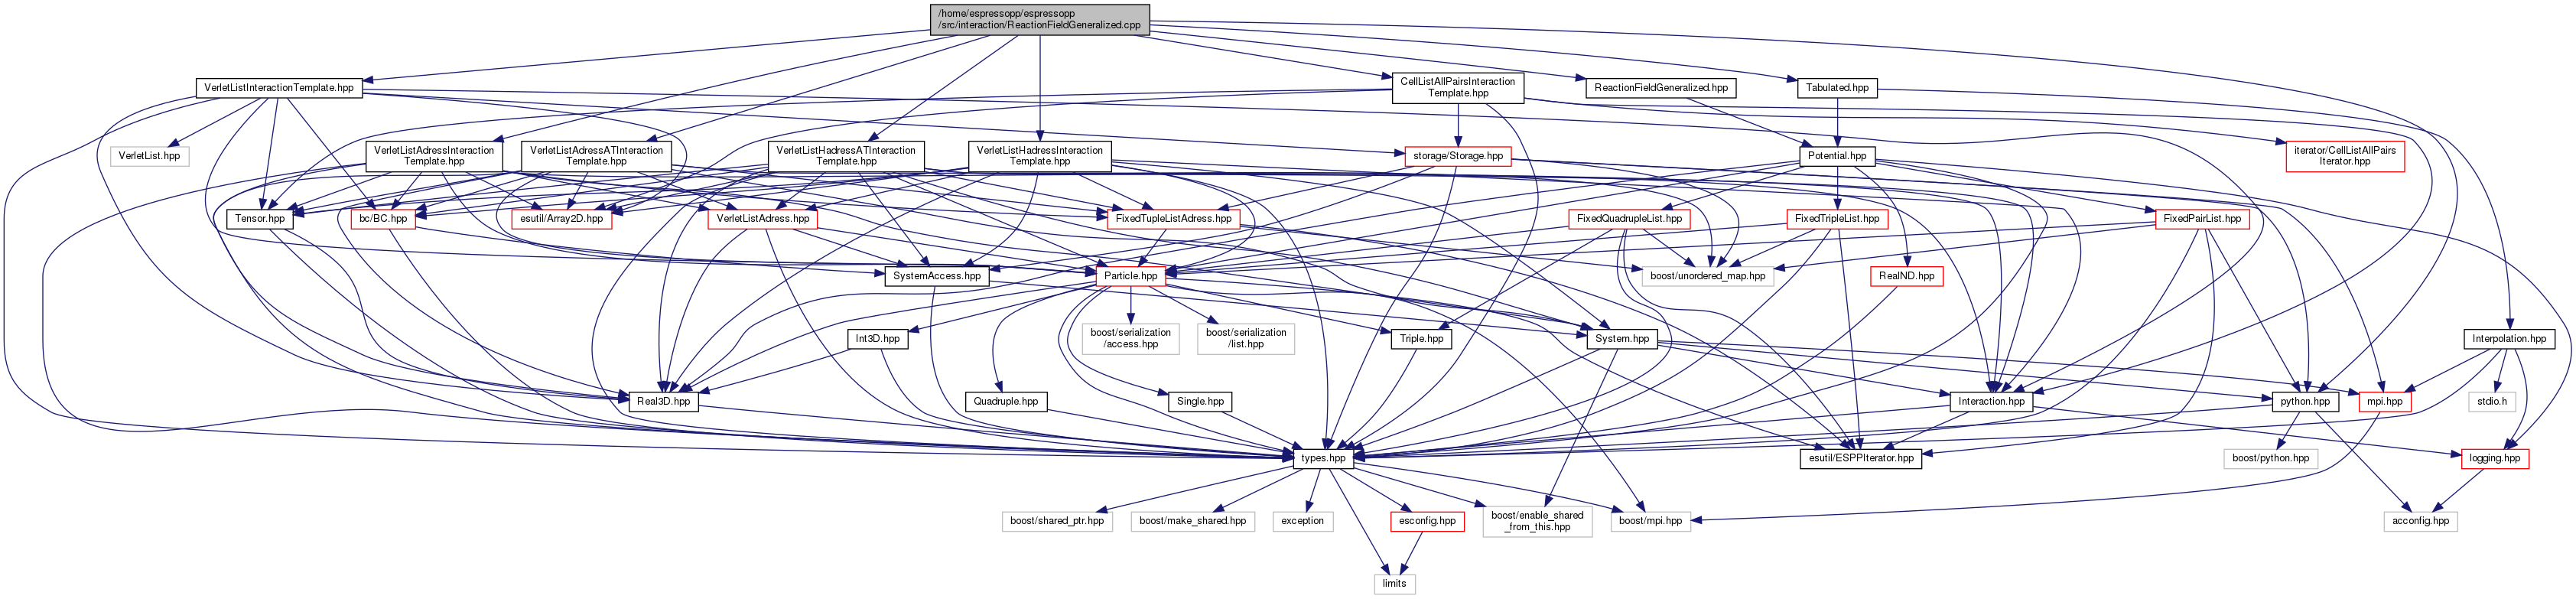 /home/espressopp/espressopp
/src/interaction/ReactionFieldGeneralized.cpp
VerletListInteractionTemplate.hpp
CellListAllPairsInteraction
Template.hpp
ReactionFieldGeneralized.hpp
Tabulated.hpp
VerletList.hpp
VerletListAdressInteraction
Template.hpp
VerletListAdressATInteraction
Template.hpp
VerletListHadressATInteraction
Template.hpp
VerletListHadressInteraction
Template.hpp
storage/Storage.hpp
Potential.hpp
iterator/CellListAllPairs
Iterator.hpp
Tensor.hpp
bc/BC.hpp
esutil/Array2D.hpp
VerletListAdress.hpp
FixedTupleListAdress.hpp
FixedQuadrupleList.hpp
FixedTripleList.hpp
FixedPairList.hpp
SystemAccess.hpp
Particle.hpp
boost/unordered_map.hpp
RealND.hpp
Int3D.hpp
boost/serialization
/access.hpp
boost/serialization
/list.hpp
Triple.hpp
System.hpp
Interpolation.hpp
Real3D.hpp
Quadruple.hpp
Single.hpp
Interaction.hpp
python.hpp
mpi.hpp
stdio.h
types.hpp
esutil/ESPPIterator.hpp
boost/python.hpp
logging.hpp
boost/shared_ptr.hpp
boost/make_shared.hpp
exception
esconfig.hpp
boost/enable_shared
_from_this.hpp
boost/mpi.hpp
acconfig.hpp
limits